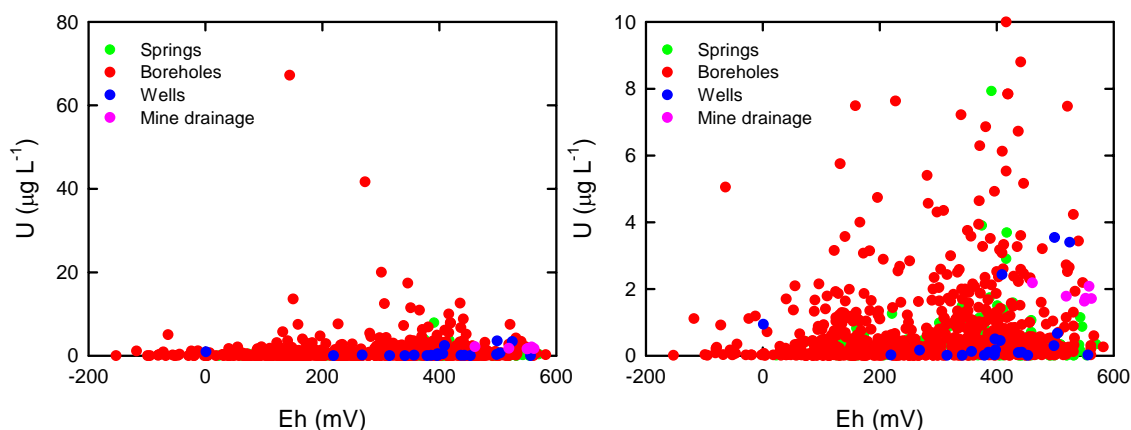 80
60
40
20
0
-200
0
200
400
600
U (µg L⁻¹)
Eh (mV)
Springs
Boreholes
Wells
Mine drainage
10
8
6
4
2
0
-200
0
200
400
600
U (µg L⁻¹)
Eh (mV)
Springs
Boreholes
Wells
Mine drainage